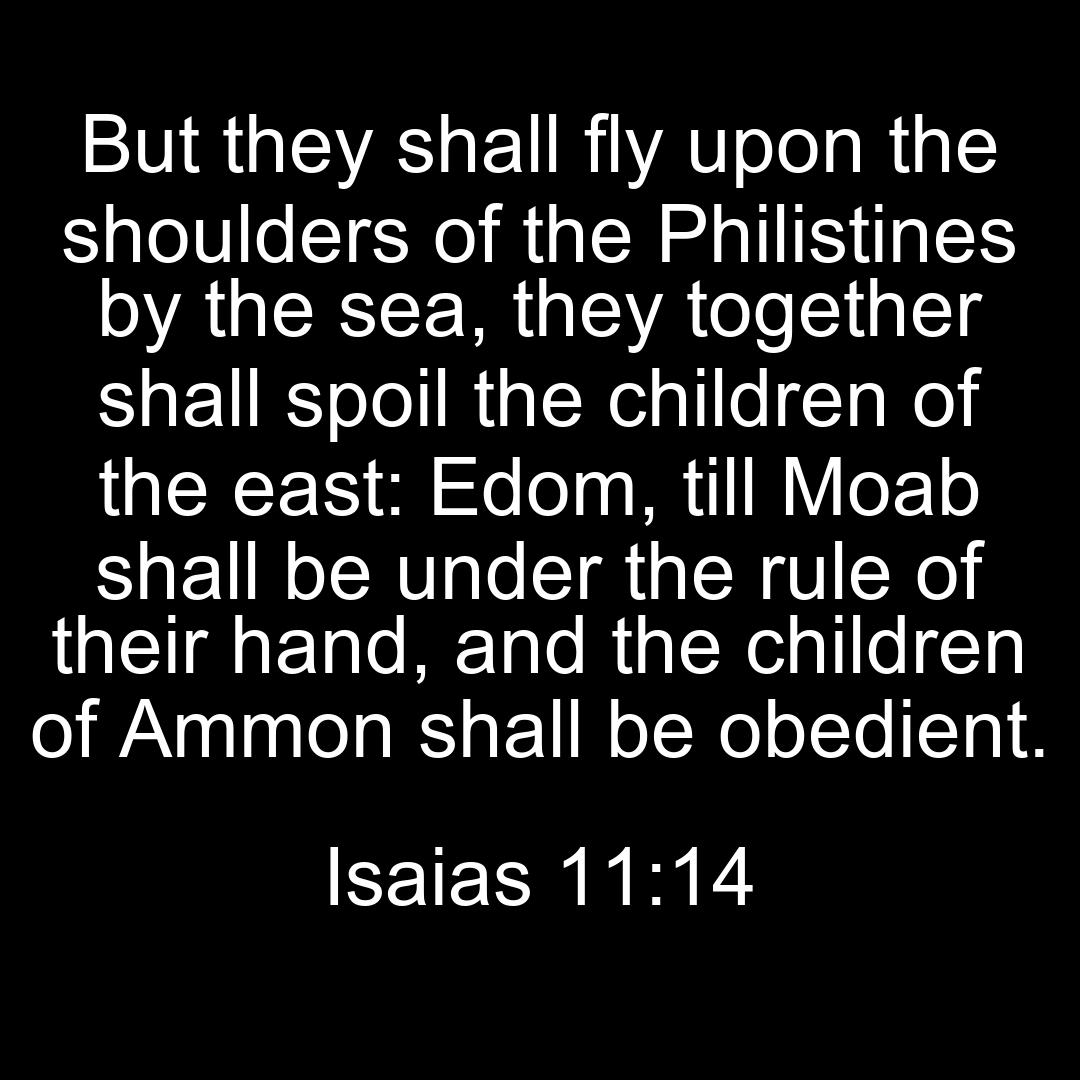 But they shall fly upon the
shoulders of the Philistines
by the sea, they together
shall spoil the children of
the east: Edom, till Moab
shall be under the rule of
their hand, and the children
of Ammon shall be obedient.
Isaias 11:14